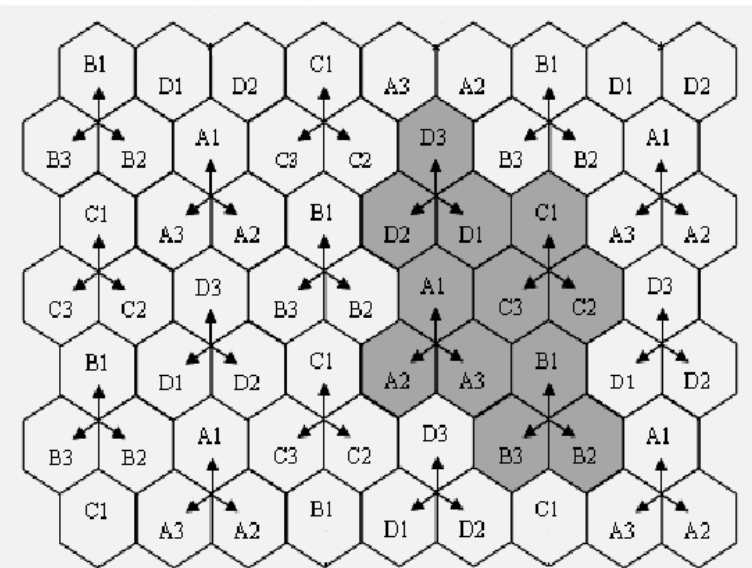 B1 D1 D2 C1 A3 A2 B1 D1 D2
B3 B2 A1 C3 C2 D3 B3 B2 A1
C1 A3 A2 B1 D2 D1 C1 A3 A2
C3 C2 D3 B3 B2 A1 C3 C2 D3
B1 D1 D2 C1 A2 A3 B1 D1 D2
B3 B2 A1 C3 C2 D3 B3 B2 A1
C1 A3 A2 B1 D1 D2 C1 A3 A2